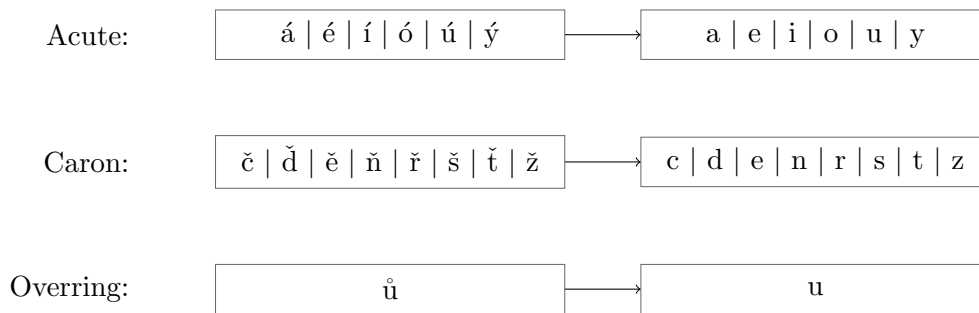 Acute: á | é | í | ó | ú | ý a | e | i | o | u | y
Caron: č | ď | ě | ň | ř | š | t̆ | ž c | d | e | n | r | s | t | z
Overring: ů u